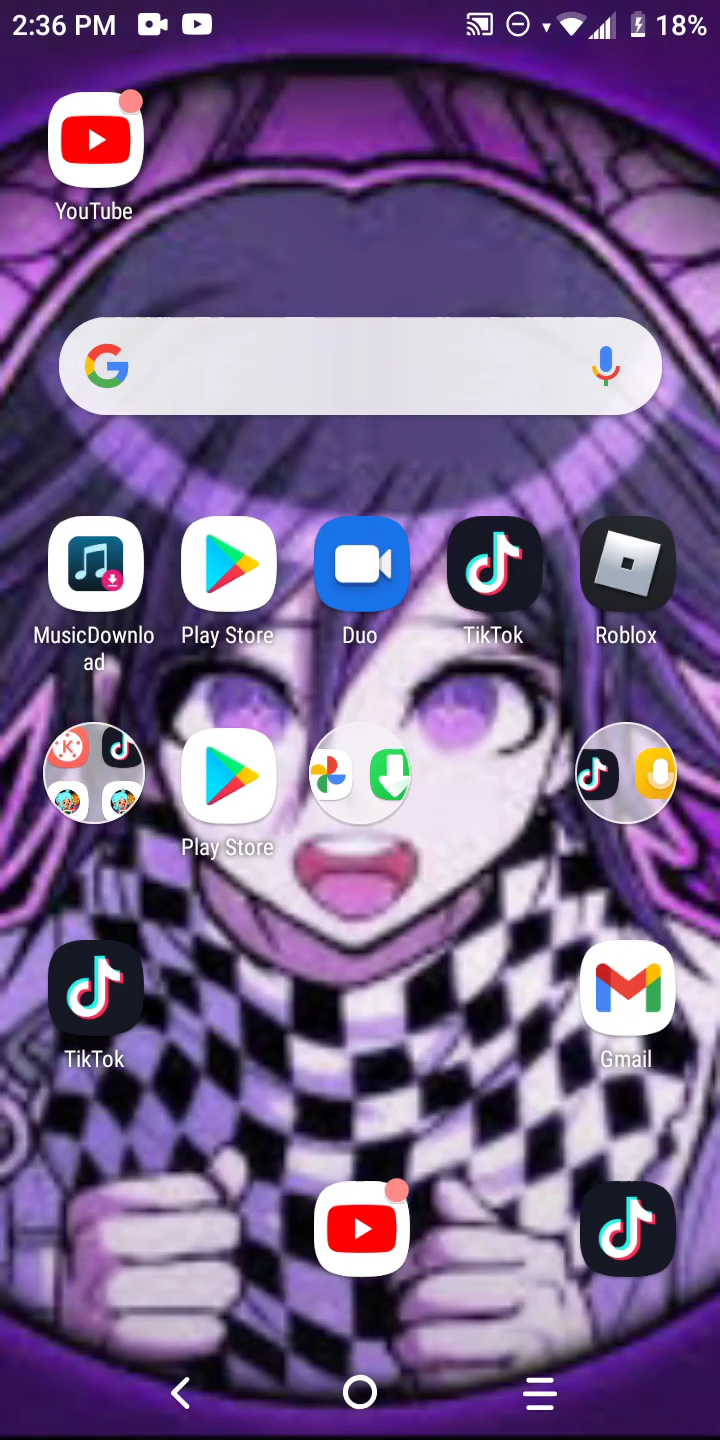 2:36 PM 18%
YouTube
MusicDownlo
ad
Play Store
Duo
TikTok
Roblox
Play Store
TikTok
Gmail